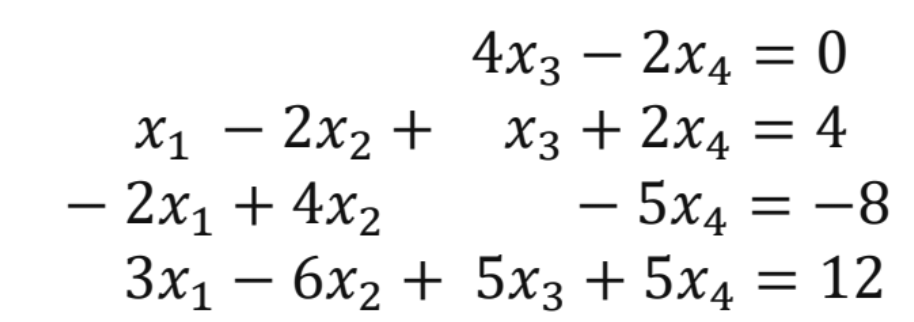 4x₃ − 2x₄ = 0
x₁ − 2x₂ + x₃ + 2x₄ = 4
− 2x₁ + 4x₂ − 5x₄ = −8
3x₁ − 6x₂ + 5x₃ + 5x₄ = 12